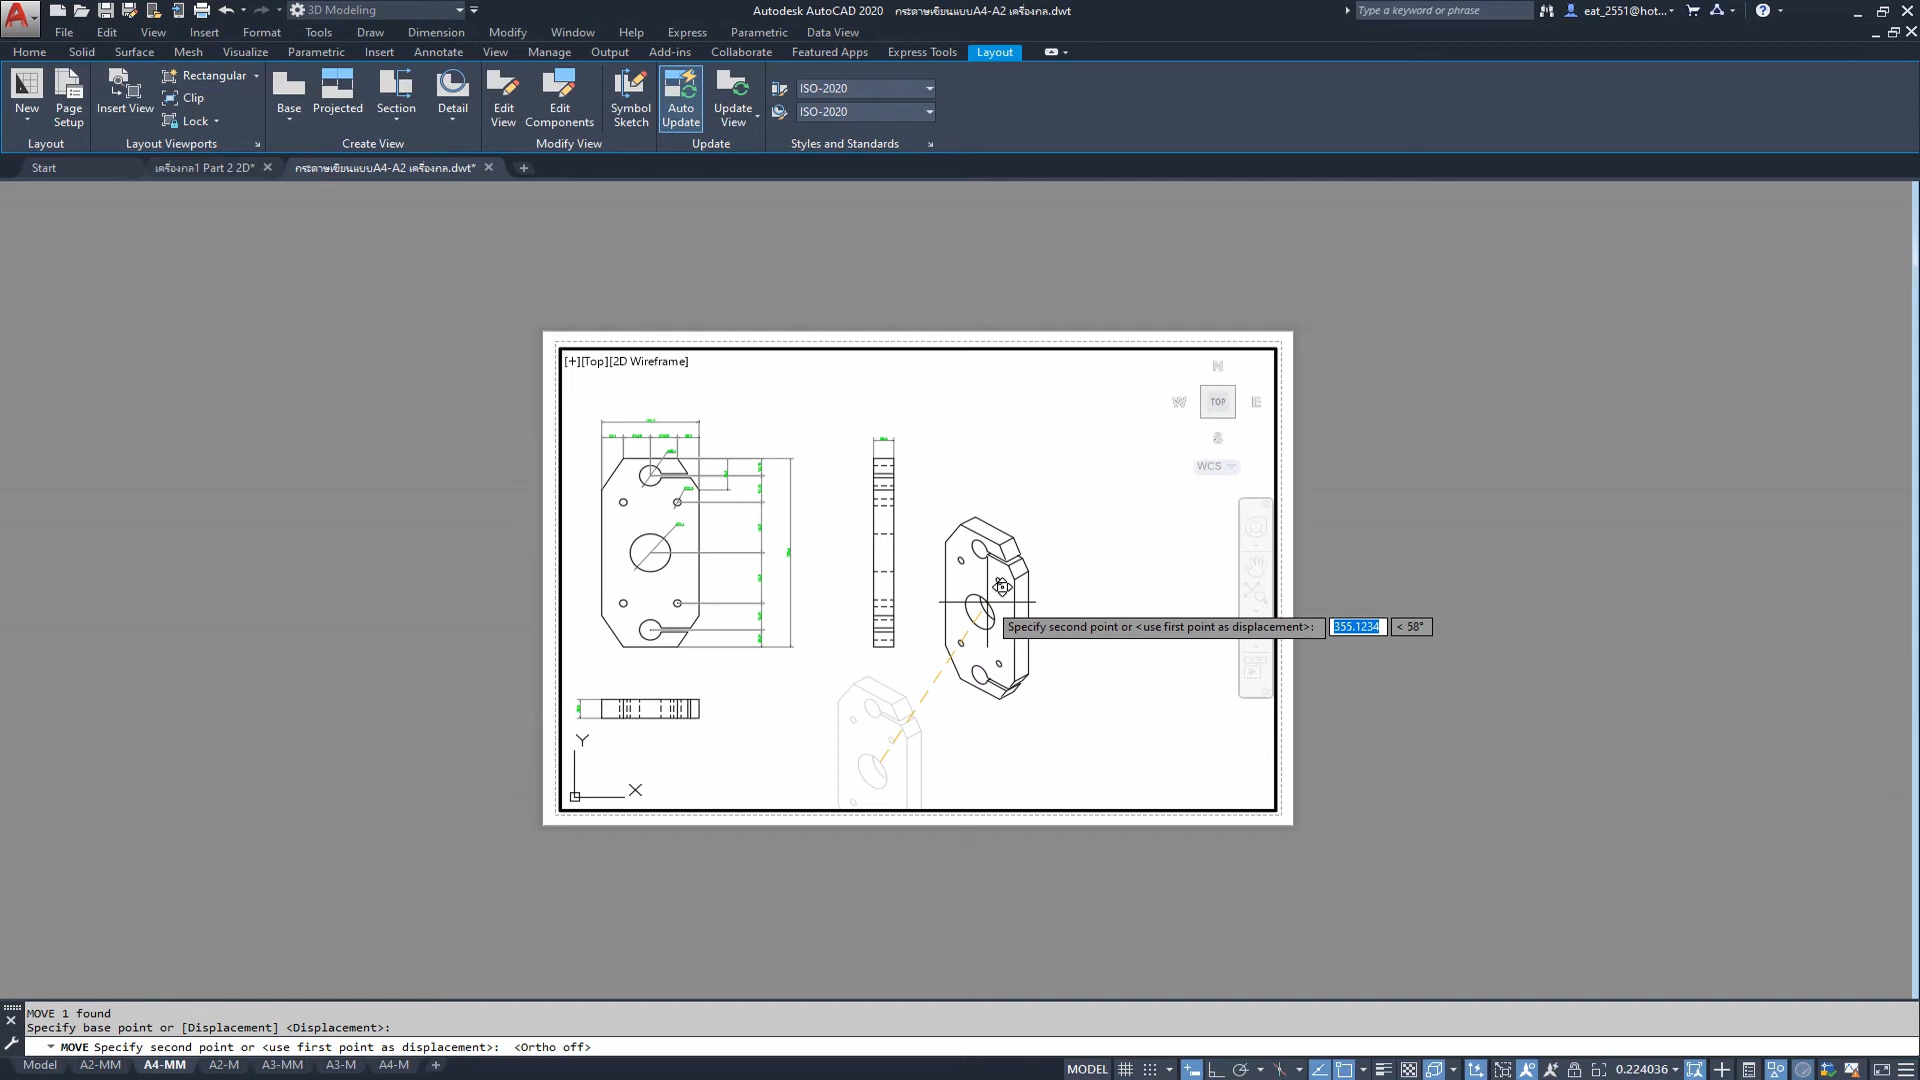 3D Modeling
Autodesk AutoCAD 2020 กระดาษเขียนแบบA4-A2 เครื่องกล.dwt
Type a keyword or phrase
eat_2551@hot...
File Edit View Insert Format Tools Draw Dimension Modify Window Help Express Parametric Data View
Home Solid Surface Mesh Visualize Parametric Insert Annotate View Manage Output Add-ins Collaborate Featured Apps Express Tools Layout
New
Page Setup
Layout
Insert View
Rectangular
Clip
Lock
Layout Viewports
Base
Projected
Section
Detail
Create View
Edit View
Edit Components
Symbol Sketch
Modify View
Auto Update
Update View
Update
ISO-2020
ISO-2020
Styles and Standards
Start
เครื่องกล1 Part 2 2D*
กระดาษเขียนแบบA4-A2 เครื่องกล.dwt*
[+][Top][2D Wireframe]
N
W TOP E
S
WCS
Specify second point or <use first point as displacement>: 355.1234 < 58°
Y
X
MOVE 1 found
Specify base point or [Displacement] <Displacement>:
MOVE Specify second point or <use first point as displacement>: <Ortho off>
Model A2-MM A4-MM A2-M A3-MM A3-M A4-M
MODEL
0.224036